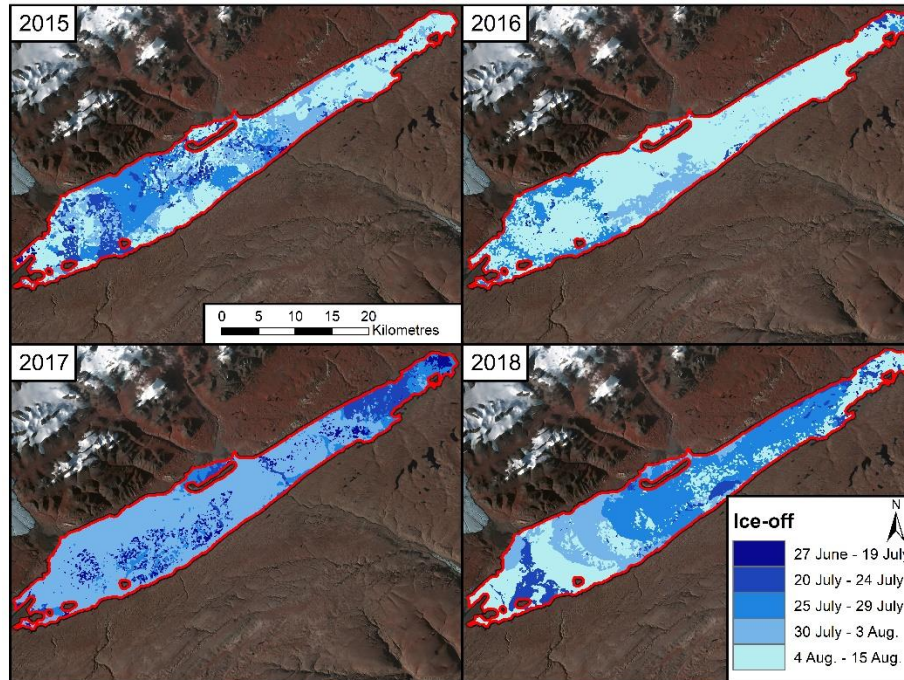 2015
2016
0 5 10 15 20
Kilometres
2017
2018
N
Ice-off
27 June - 19 July
20 July - 24 July
25 July - 29 July
30 July - 3 Aug.
4 Aug. - 15 Aug.